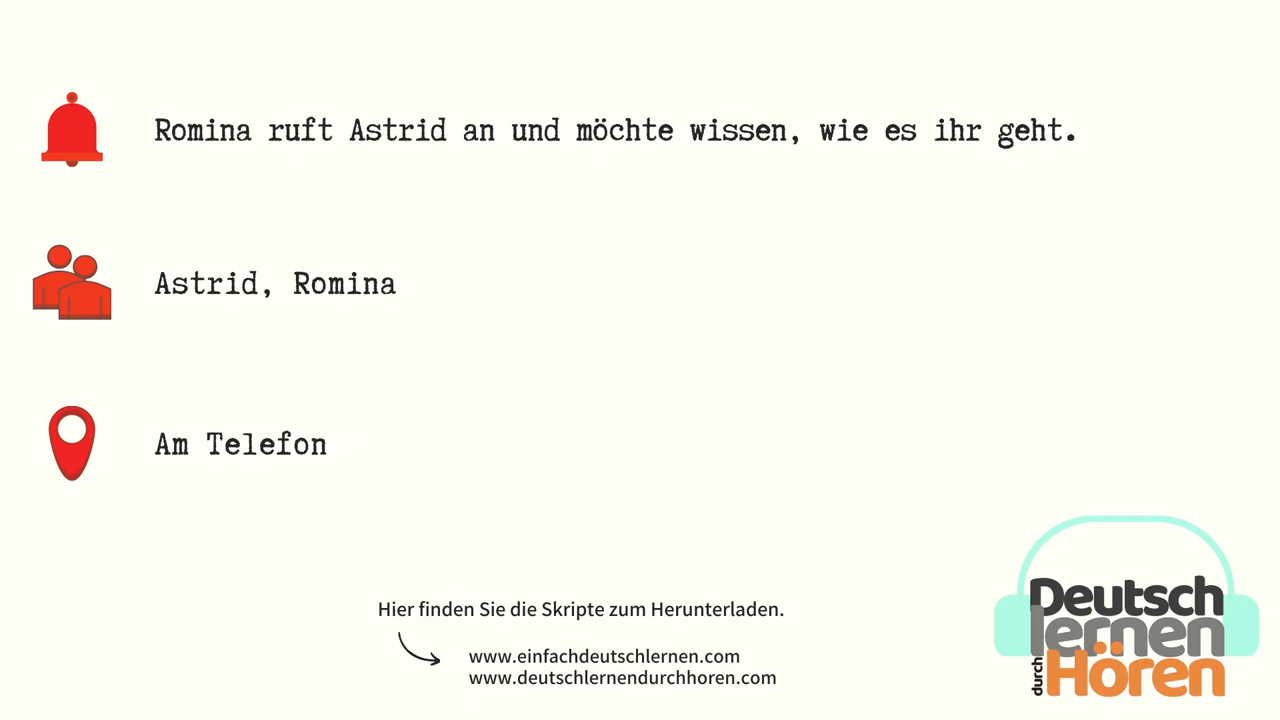 Romina ruft Astrid an und möchte wissen, wie es ihr geht.
Astrid, Romina
Am Telefon
Hier finden Sie die Skripte zum Herunterladen.
www.einfachdeutschlernen.com
www.deutschlernendurchhoren.com
Deutsch
lernen
durch Hören